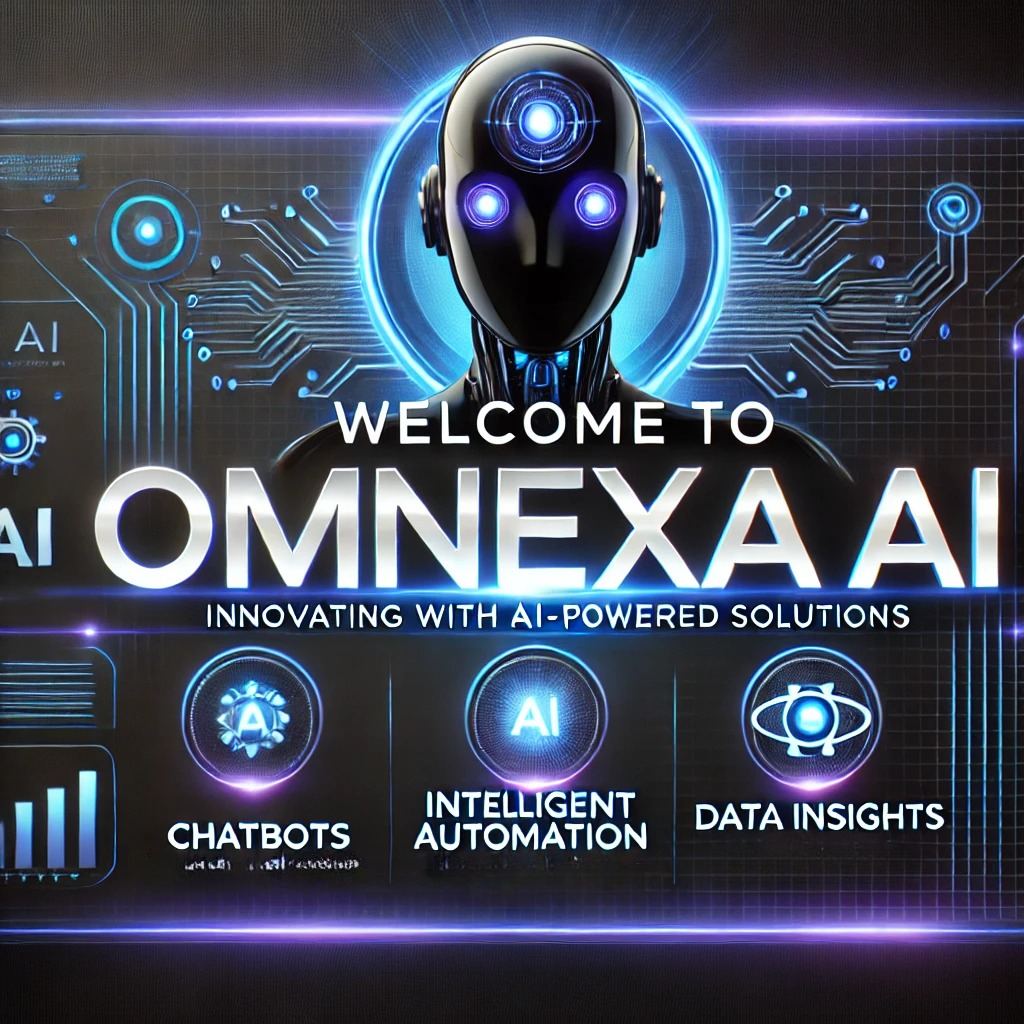 AI
WELCOME TO
AI
OMNEXA AI
INNOVATING WITH AI-POWERED SOLUTIONS
A
AI
CHATBOTS
INTELLIGENT
AUTOMATION
DATA INSIGHTS